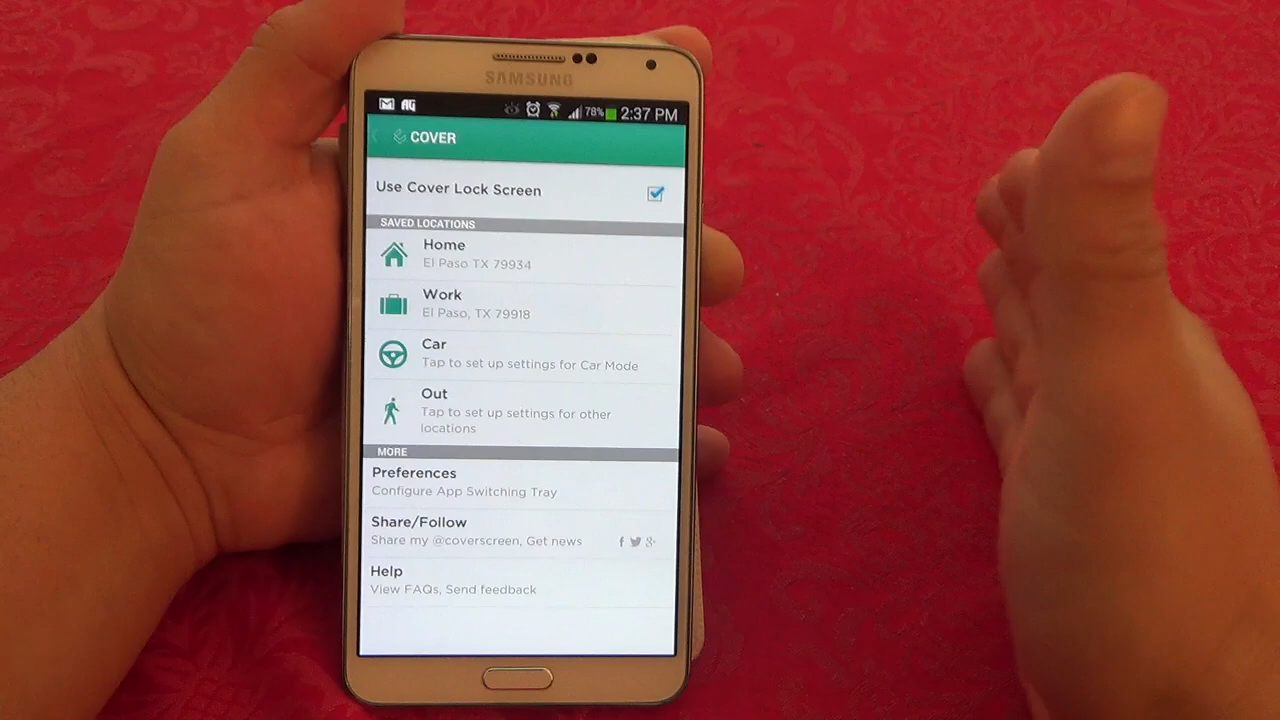 SAMSUNG
78% 2:37 PM
COVER
Use Cover Lock Screen
SAVED LOCATIONS
Home
El Paso TX 79934
Work
El Paso, TX 79918
Car
Tap to set up settings for Car Mode
Out
Tap to set up settings for other
locations
MORE
Preferences
Configure App Switching Tray
Share/Follow
Share my @coverscreen, Get news
Help
View FAQs, Send feedback